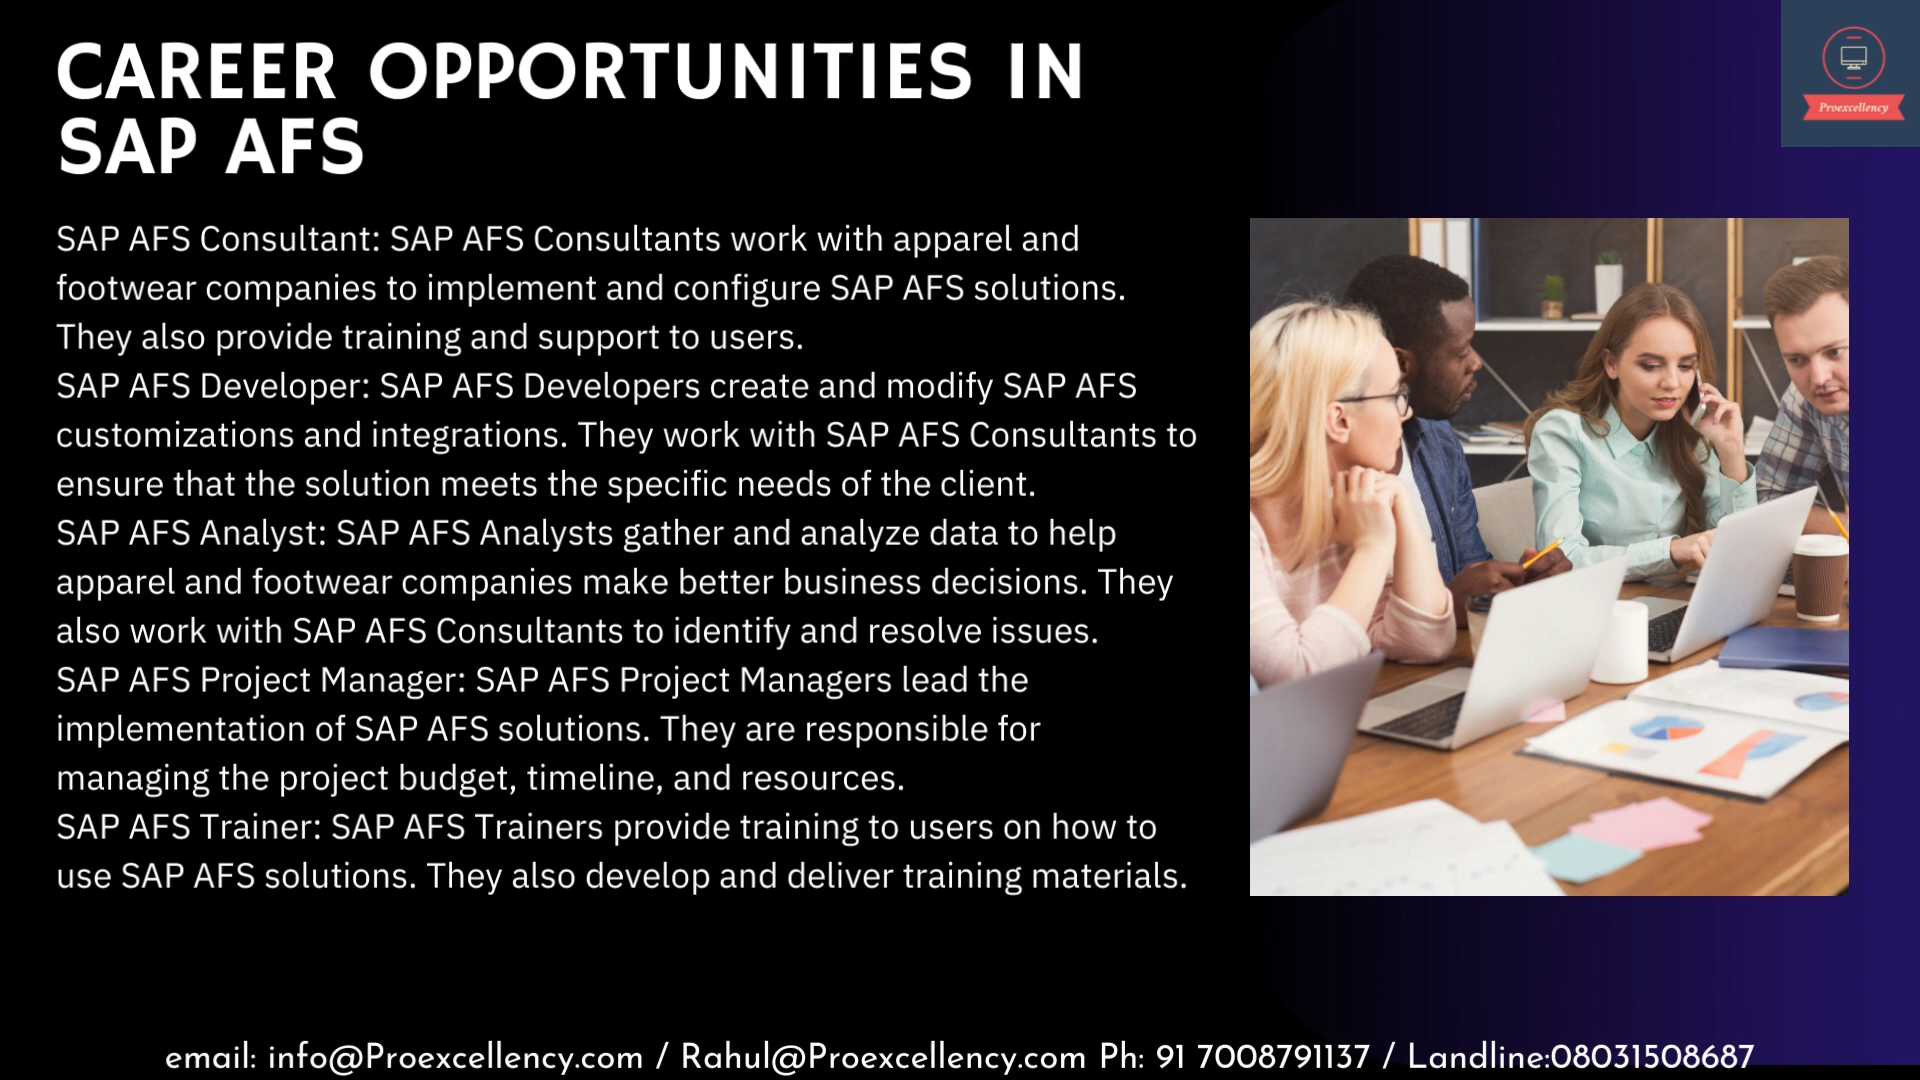 CAREER OPPORTUNITIES IN
SAP AFS
Proexcellency
SAP AFS Consultant: SAP AFS Consultants work with apparel and
footwear companies to implement and configure SAP AFS solutions.
They also provide training and support to users.
SAP AFS Developer: SAP AFS Developers create and modify SAP AFS
customizations and integrations. They work with SAP AFS Consultants to
ensure that the solution meets the specific needs of the client.
SAP AFS Analyst: SAP AFS Analysts gather and analyze data to help
apparel and footwear companies make better business decisions. They
also work with SAP AFS Consultants to identify and resolve issues.
SAP AFS Project Manager: SAP AFS Project Managers lead the
implementation of SAP AFS solutions. They are responsible for
managing the project budget, timeline, and resources.
SAP AFS Trainer: SAP AFS Trainers provide training to users on how to
use SAP AFS solutions. They also develop and deliver training materials.
email: info@Proexcellency.com / Rahul@Proexcellency.com Ph: 91 7008791137 / Landline:08031508687